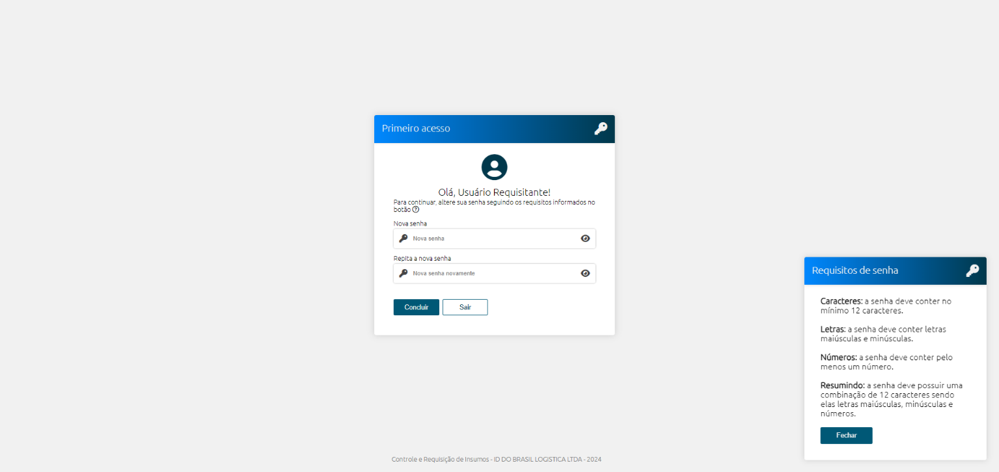 Primeiro acesso
Olá, Usuário Requisitante!
Para continuar, altere sua senha seguindo os requisitos informados no
botão
Nova senha
Nova senha
Repita a nova senha
Nova senha novamente
Concluir
Sair
Requisitos de senha
Caracteres: a senha deve conter no
mínimo 12 caracteres.
Letras: a senha deve conter letras
maiúsculas e minúsculas.
Números: a senha deve conter pelo
menos um número.
Resumindo: a senha deve possuir uma
combinação de 12 caracteres sendo
elas letras maiúsculas, minúsculas e
números.
Fechar
Controle e Requisição de Insumos - ID DO BRASIL LOGISTICA LTDA - 2024